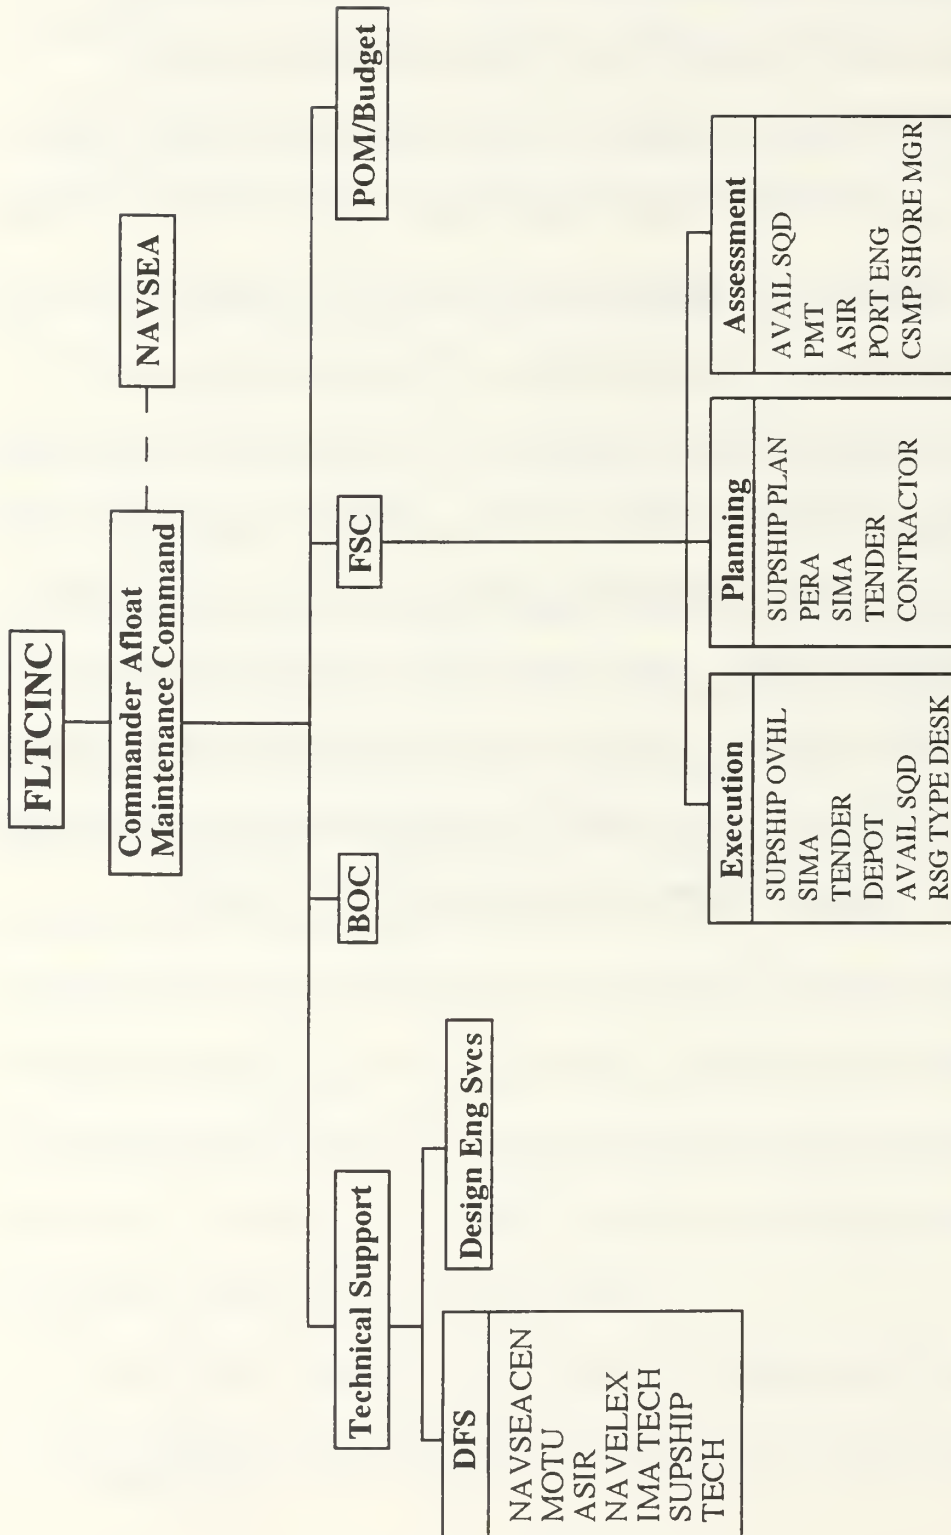 FLTCINC
Commander Afloat
Maintenance Command
NAVSEA
Technical Support
BOC
FSC
POM/Budget
DFS
NAVSEACEN
MOTU
ASIR
NAVELEX
IMA TECH
SUPSHIP
TECH
Design Eng Svcs
Execution
SUPSHIP OVHL
SIMA
TENDER
DEPOT
AVAIL SQD
RSG TYPE DESK
Planning
SUPSHIP PLAN
PERA
SIMA
TENDER
CONTRACTOR
Assessment
AVAIL SQD
PMT
ASIR
PORT ENG
CSMP SHORE MGR